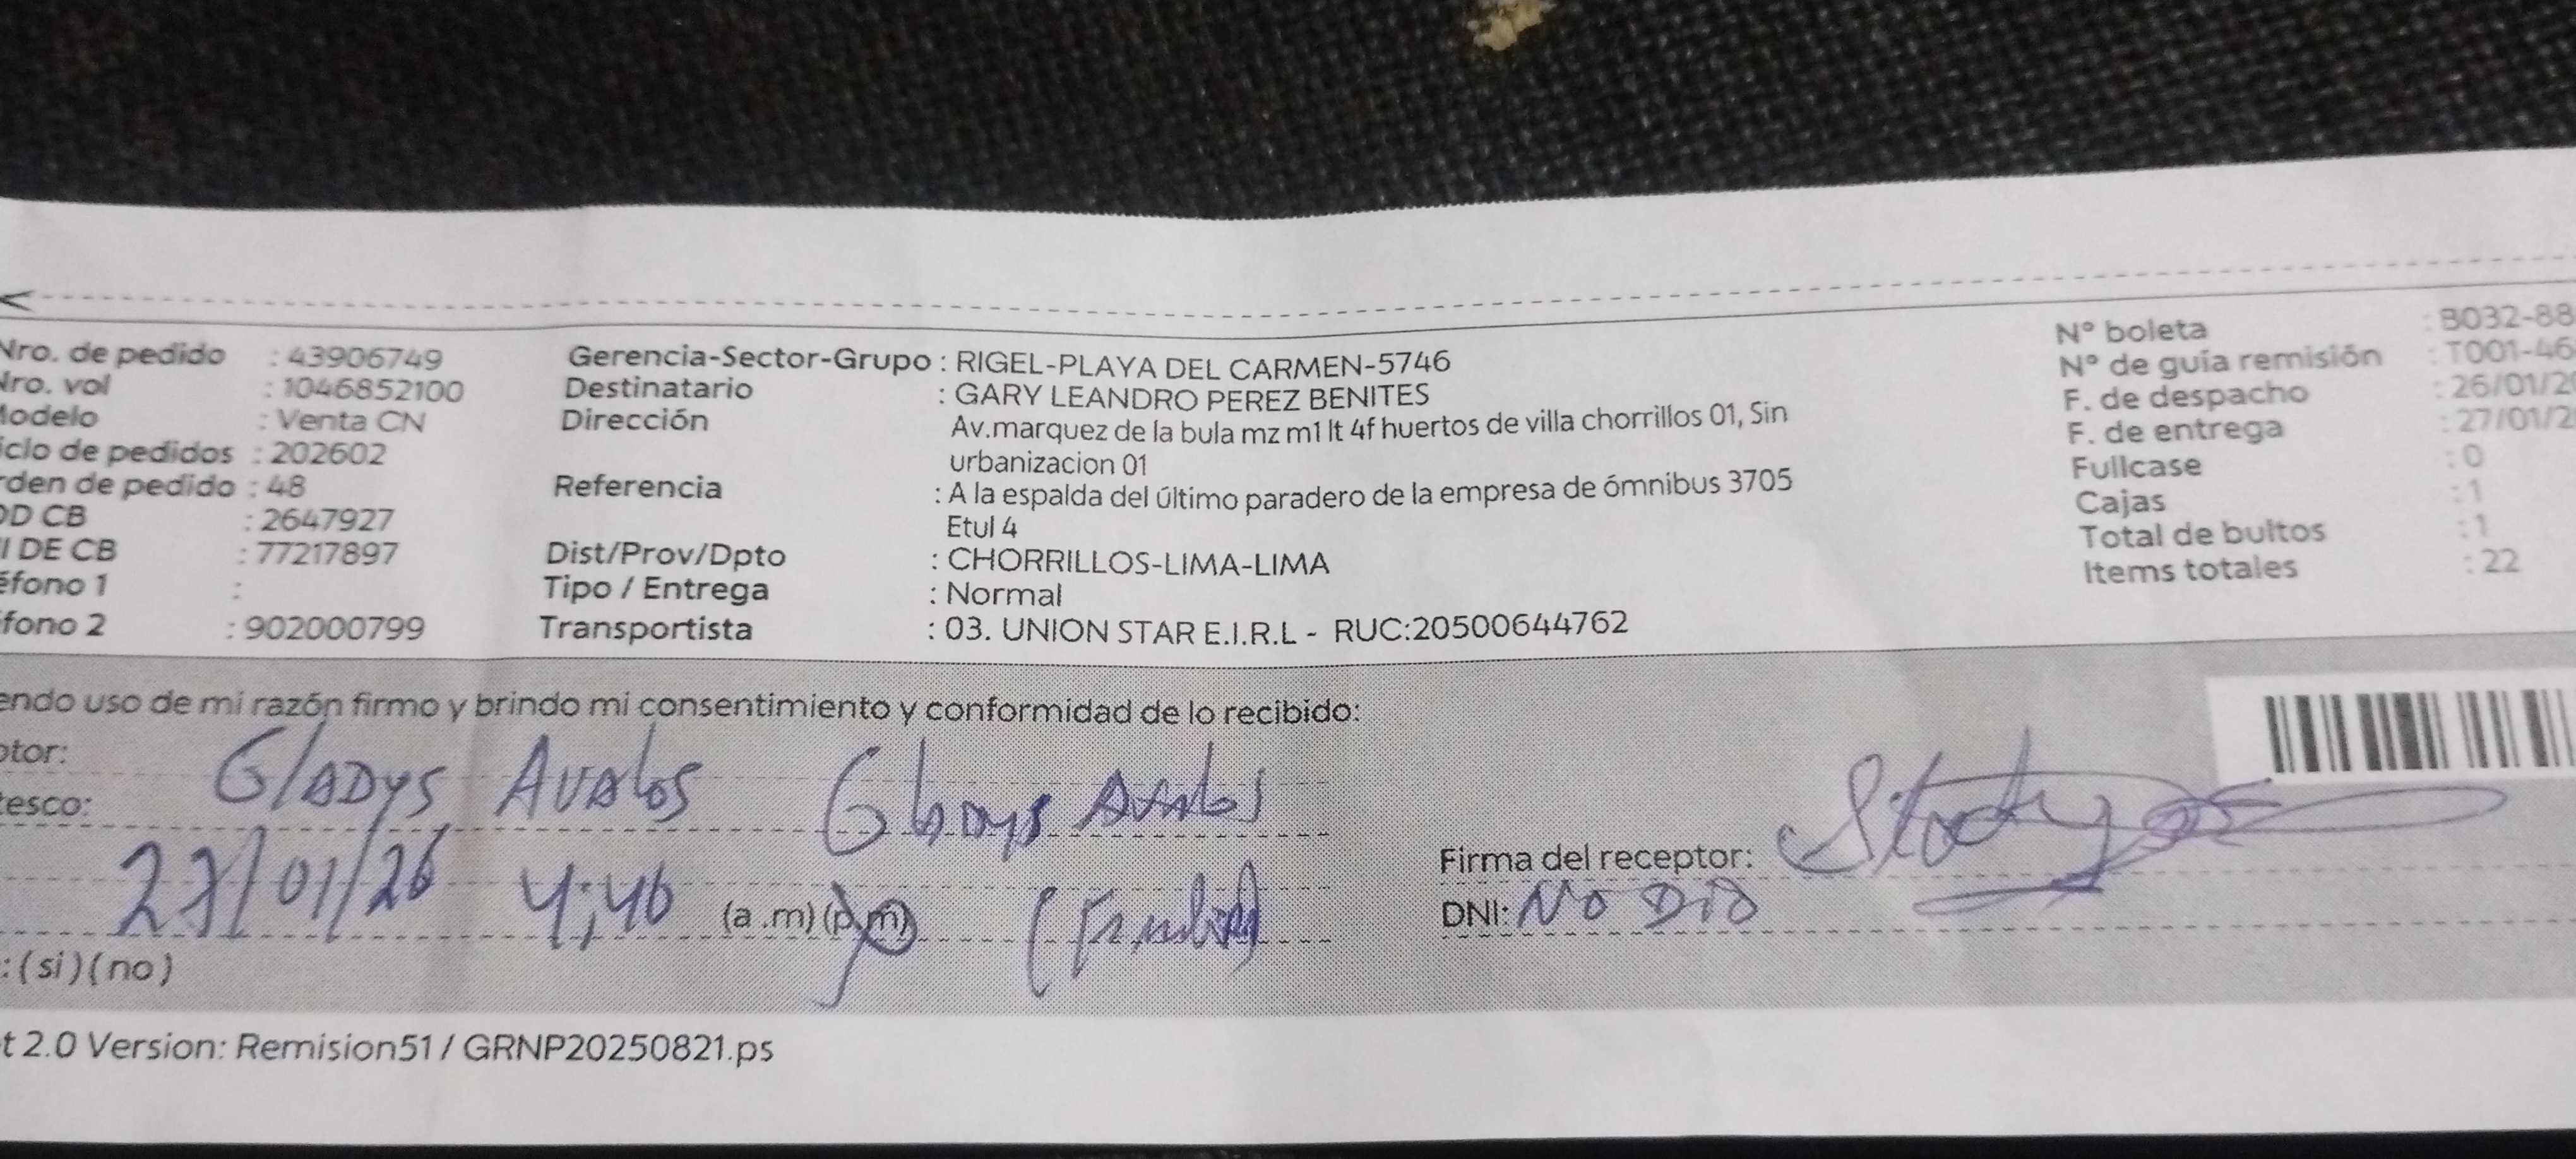 Nro. de pedido : 43906749
Nro. vol : 1046852100
Modelo : Venta CN
iclo de pedidos : 202602
rden de pedido : 48
OD CB : 2647927
I DE CB : 77217897
éfono 1 :
fono 2 : 902000799
Gerencia-Sector-Grupo : RIGEL-PLAYA DEL CARMEN-5746
Destinatario : GARY LEANDRO PEREZ BENITES
Dirección Av.marquez de la bula mz m1 lt 4f huertos de villa chorrillos 01, Sin
urbanizacion 01
Referencia : A la espalda del último paradero de la empresa de ómnibus 3705
Etul 4
Dist/Prov/Dpto : CHORRILLOS-LIMA-LIMA
Tipo / Entrega : Normal
Transportista : 03. UNION STAR E.I.R.L - RUC:20500644762
N° boleta : B032-88
N° de guía remisión : T001-46
F. de despacho : 26/01/20
F. de entrega : 27/01/2
Fullcase : 0
Cajas : 1
Total de bultos : 1
Items totales : 22
endo uso de mi razón firmo y brindo mi consentimiento y conformidad de lo recibido:
otor: GLADYS AVALOS Gladys Avalos
tesco:
27/01/26 4:46 (a .m) (p.m)
Firma del receptor:
DNI: NO DIO
: (si) (no)
t 2.0 Version: Remision51 / GRNP20250821.ps